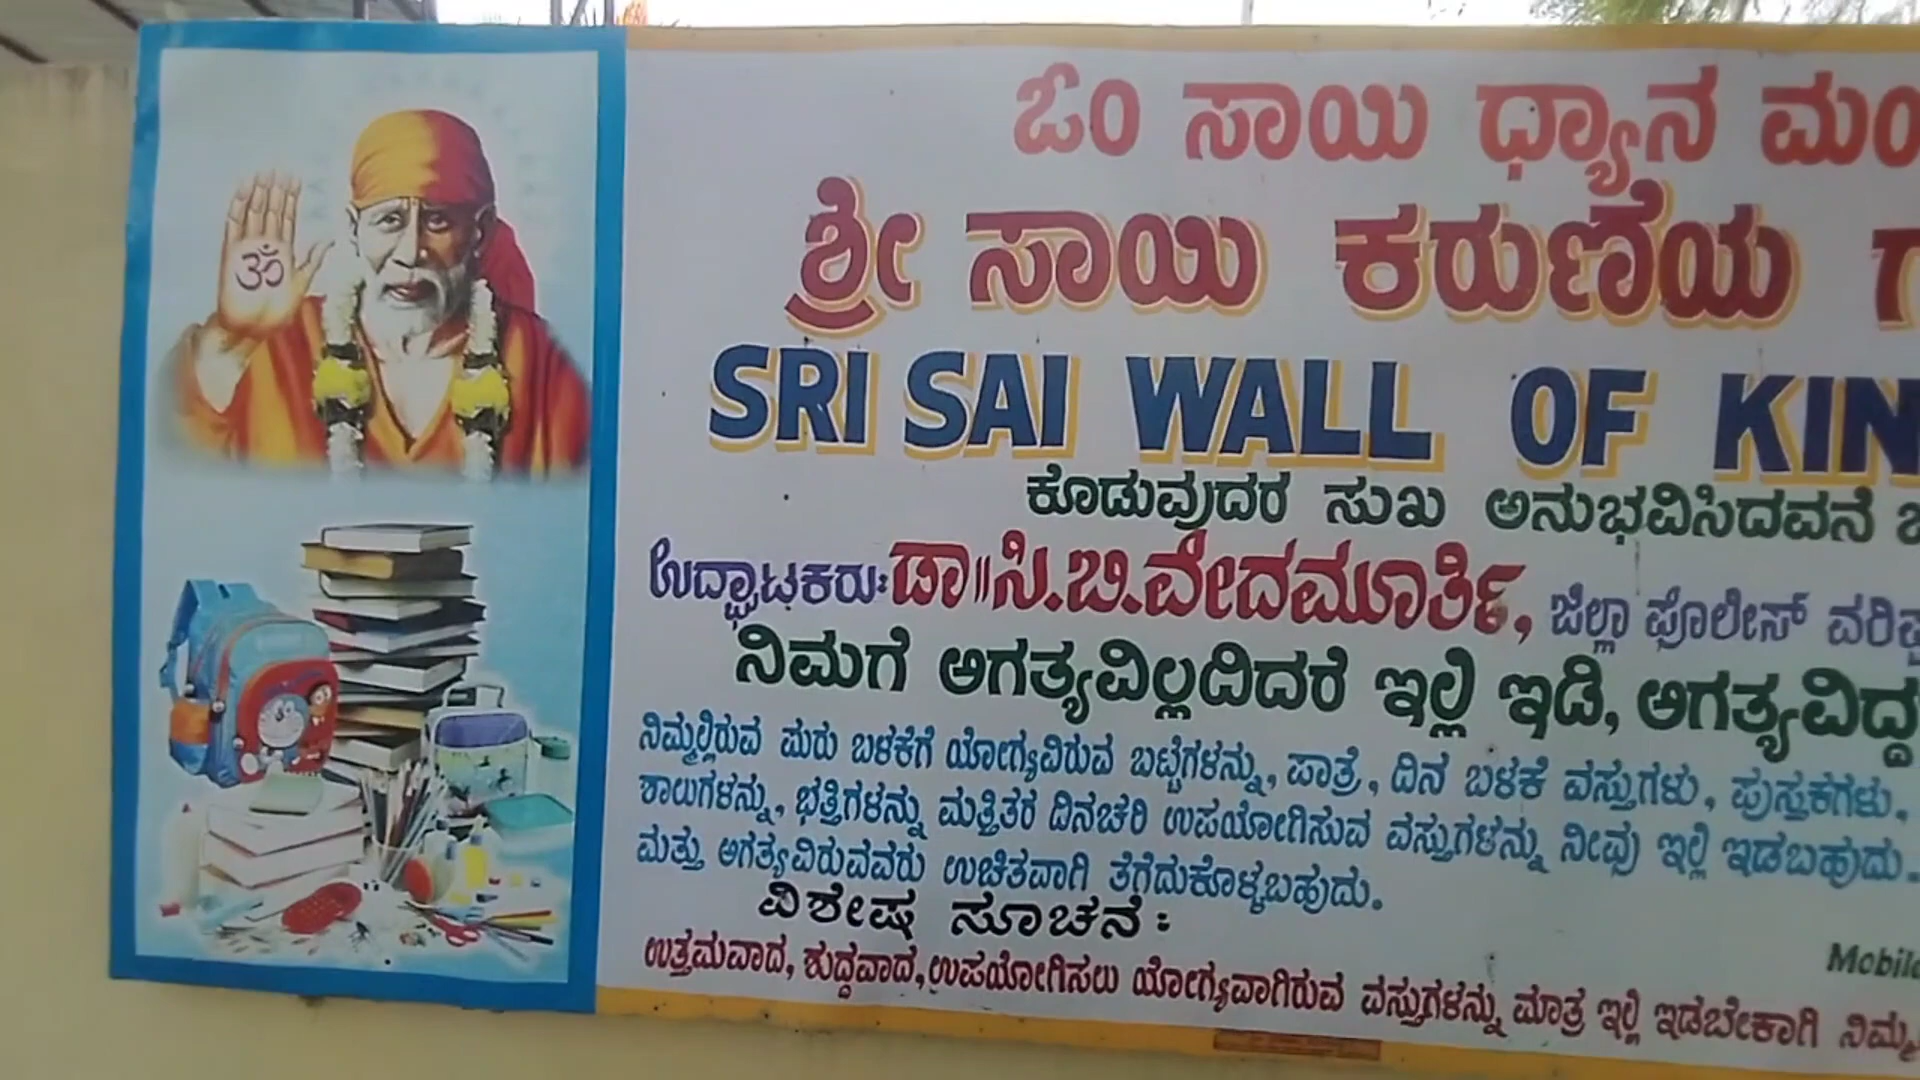 ॐ
ಓಂ ಸಾಯಿ ಧ್ಯಾನ
ಶ್ರೀ ಸಾಯಿ ಕರುಣೆಯ
SRI SAI WALL OF KIN
ಕೊಡುವುದರ ಸುಖ ಅನುಭವಿಸಿದವನೆ
ಉದ್ಘಾಟಕರು: ಡಾ॥ಸಿ.ಬಿ.ವೇದಮೂರ್ತಿ, ಜಿಲ್ಲಾ ಪೊಲೀಸ್
ನಿಮಗೆ ಅಗತ್ಯವಿಲ್ಲದಿದರೆ ಇಲ್ಲಿ ಇಡಿ, ಅಗತ್ಯವಿದ್ದ
ನಿಮ್ಮಲ್ಲಿರುವ ಮರು ಬಳಕೆಗೆ ಯೋಗ್ಯವಿರುವ ಬಟ್ಟೆಗಳನ್ನು, ಪಾತ್ರೆ, ದಿನ ಬಳಕೆ ವಸ್ತುಗಳು, ಪುಸ್ತಕಗಳು,
ಶಾಲುಗಳನ್ನು, ಛತ್ರಿಗಳನ್ನು ಮತ್ತಿತರ ದಿನಚರಿ ಉಪಯೋಗಿಸುವ ವಸ್ತುಗಳನ್ನು ನೀವು ಇಲ್ಲಿ ಇಡಬಹುದು.
ಮತ್ತು ಅಗತ್ಯವಿರುವವರು ಉಚಿತವಾಗಿ ತೆಗೆದುಕೊಳ್ಳಬಹುದು.
ವಿಶೇಷ ಸೂಚನೆ:
Mobile
ಉತ್ತಮವಾದ, ಶುದ್ಧವಾದ, ಉಪಯೋಗಿಸಲು ಯೋಗ್ಯವಾಗಿರುವ ವಸ್ತುಗಳನ್ನು ಮಾತ್ರ ಇಲ್ಲಿ ಇಡಬೇಕಾಗಿ ನಿಮ್ಮ